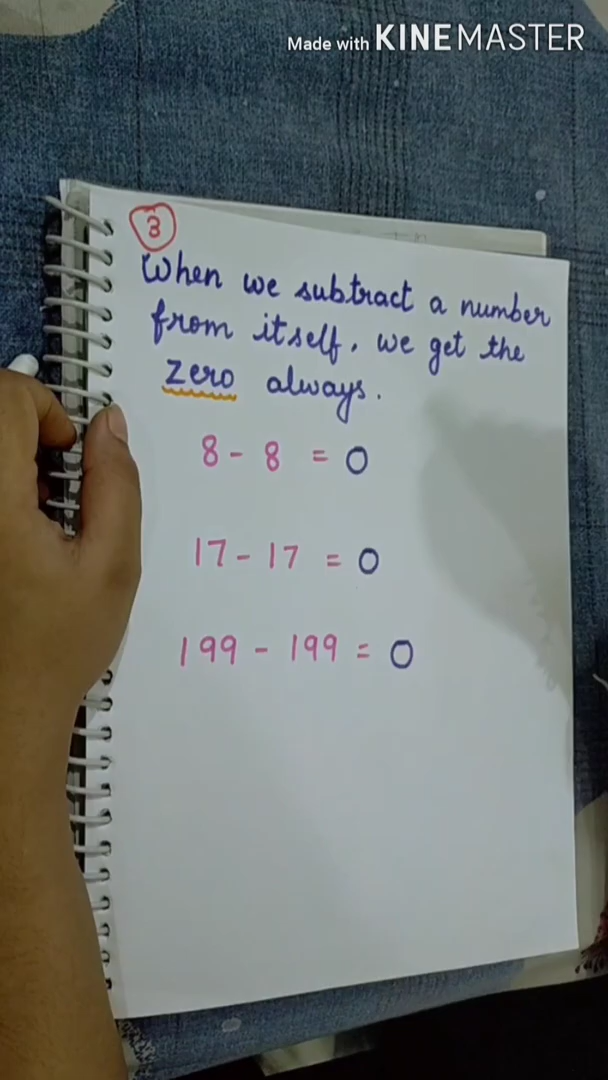 Made with KINEMASTER
3
When we subtract a number
from itself, we get the
zero always.
8 - 8 = 0
17 - 17 = 0
199 - 199 = 0